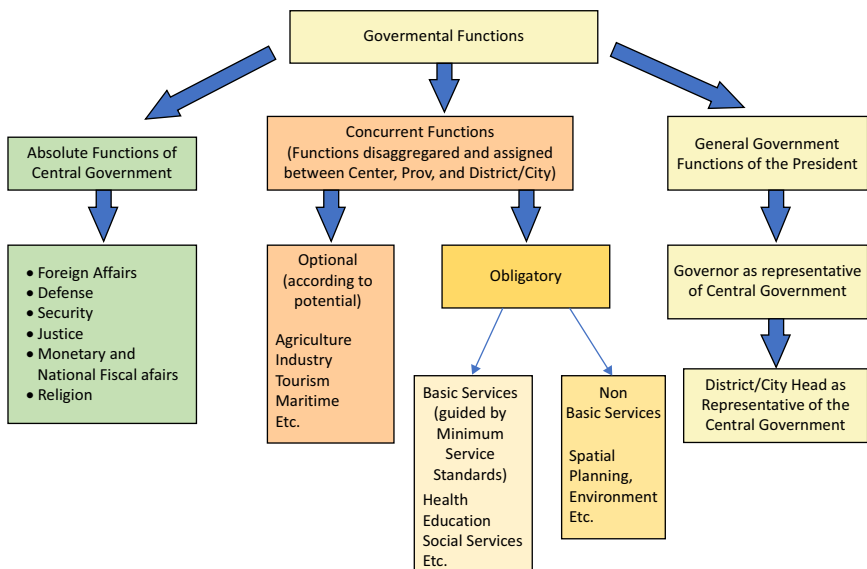 Govermental Functions
Absolute Functions of
Central Government
Concurrent Functions
(Functions disaggregared and assigned
between Center, Prov, and District/City)
General Government
Functions of the President
• Foreign Affairs
• Defense
• Security
• Justice
• Monetary and
National Fiscal afairs
• Religion
Optional
(according to
potential)
Agriculture
Industry
Tourism
Maritime
Etc.
Obligatory
Governor as representative
of Central Government
Basic Services
(guided by
Minimum
Service
Standards)
Health
Education
Social Services
Etc.
Non
Basic Services
Spatial
Planning,
Environment
Etc.
District/City Head as
Representative of the
Central Government